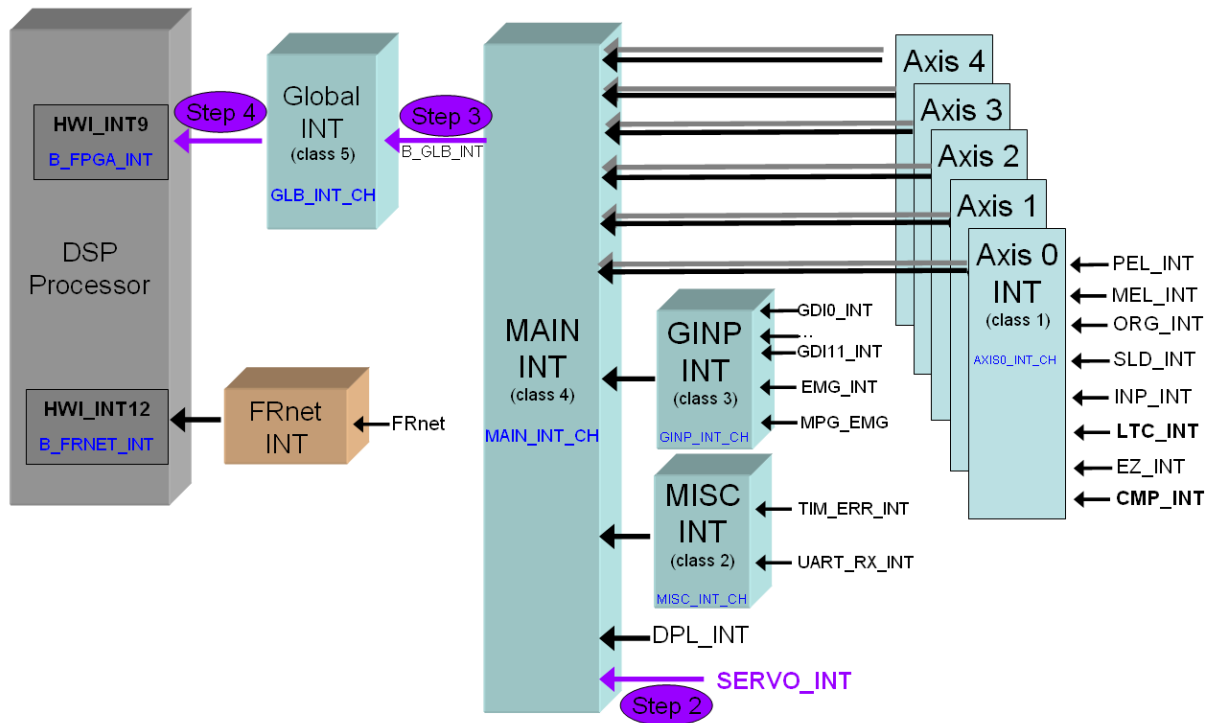 HWI_INT9
B_FPGA_INT
DSP
Processor
HWI_INT12
B_FRNET_INT
Step 4
Global
INT
(class 5)
GLB_INT_CH
Step 3
B_GLB_INT
FRnet
INT
FRnet
MAIN
INT
(class 4)
MAIN_INT_CH
Axis 4
Axis 3
Axis 2
Axis 1
Axis 0
INT
(class 1)
AXIS0_INT_CH
PEL_INT
MEL_INT
ORG_INT
SLD_INT
INP_INT
LTC_INT
EZ_INT
CMP_INT
GINP
INT
(class 3)
GINP_INT_CH
GDI0_INT
..
GDI11_INT
EMG_INT
MPG_EMG
MISC
INT
(class 2)
MISC_INT_CH
TIM_ERR_INT
UART_RX_INT
DPL_INT
SERVO_INT
Step 2